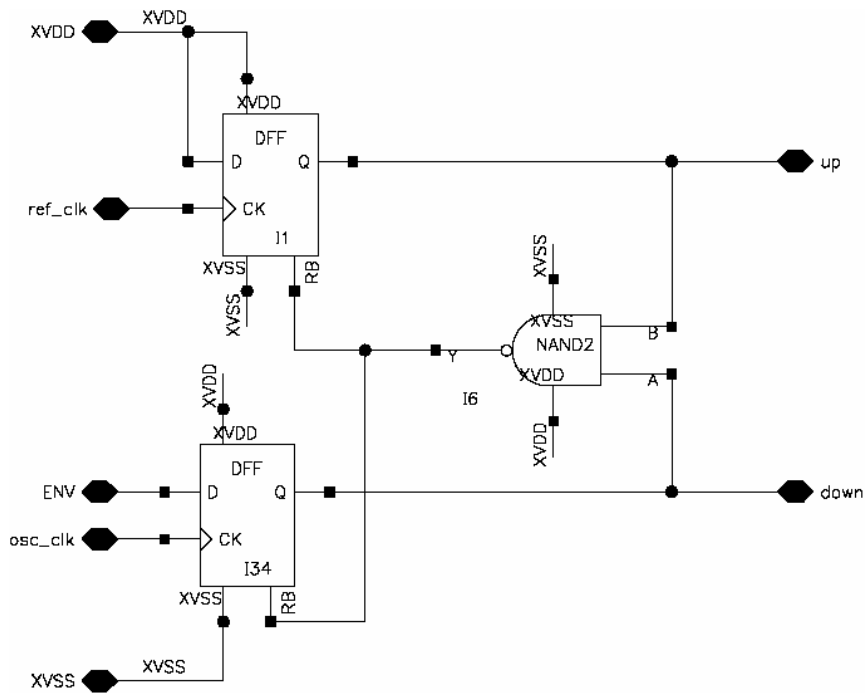 XVDD
XVDD
XVDD
DFF
D
Q
up
ref_clk
CK
I1
XVSS
RB
XVSS
XVSS
XVSS
B
NAND2
Y
XVDD
A
I6
XVDD
XVDD
XVDD
DFF
ENV
D
Q
down
osc_clk
CK
I34
XVSS
RB
XVSS
XVSS